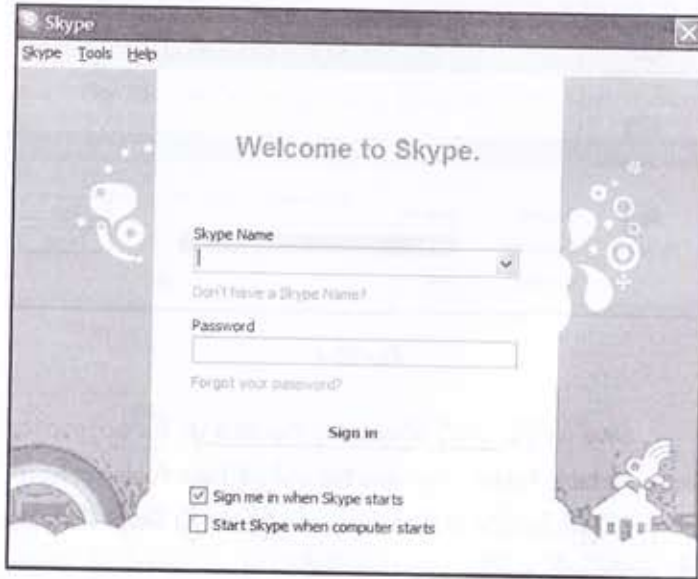 Skype
Skype Tools Help
Welcome to Skype.
Skype Name
Don't have a Skype Name?
Password
Forgot your password?
Sign in
Sign me in when Skype starts
Start Skype when computer starts